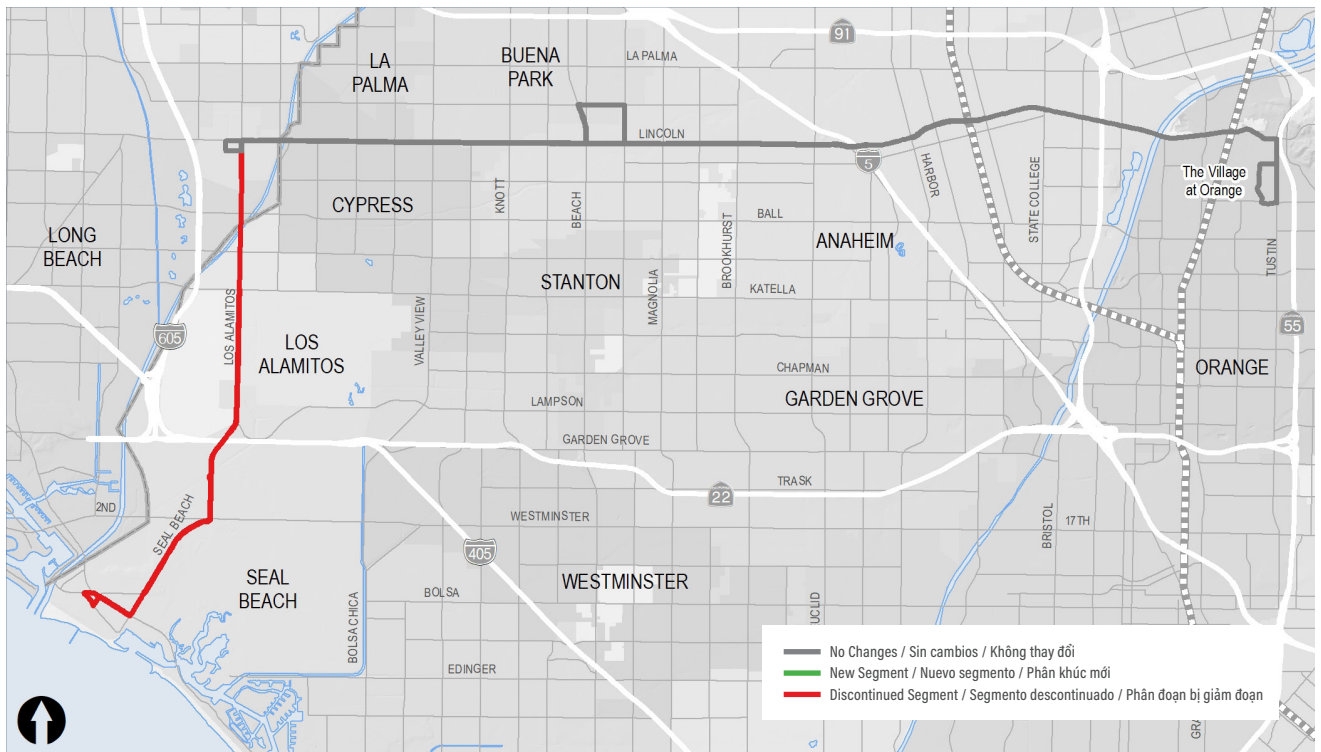 91
LA
PALMA
BUENA
PARK
LA PALMA
LINCOLN
5
HARBOR
STATE COLLEGE
The Village
at Orange
TUSTIN
CYPRESS
KNOTT
BEACH
BALL
BROOKHURST
ANAHEIM
LONG
BEACH
STANTON
MAGNOLIA
KATELLA
605
LOS ALAMITOS
VALLEY VIEW
LOS
ALAMITOS
55
CHAPMAN
ORANGE
LAMPSON
GARDEN GROVE
GARDEN GROVE
TRASK
22
2ND
SEAL BEACH
WESTMINSTER
BRISTOL
17TH
405
SEAL
BEACH
WESTMINSTER
BOLSA
BOLSA CHICA
UCLID
EDINGER
GRA
No Changes / Sin cambios / Không thay đổi
New Segment / Nuevo segmento / Phân khúc mới
Discontinued Segment / Segmento descontinuado / Phân đoạn bị giảm đoạn